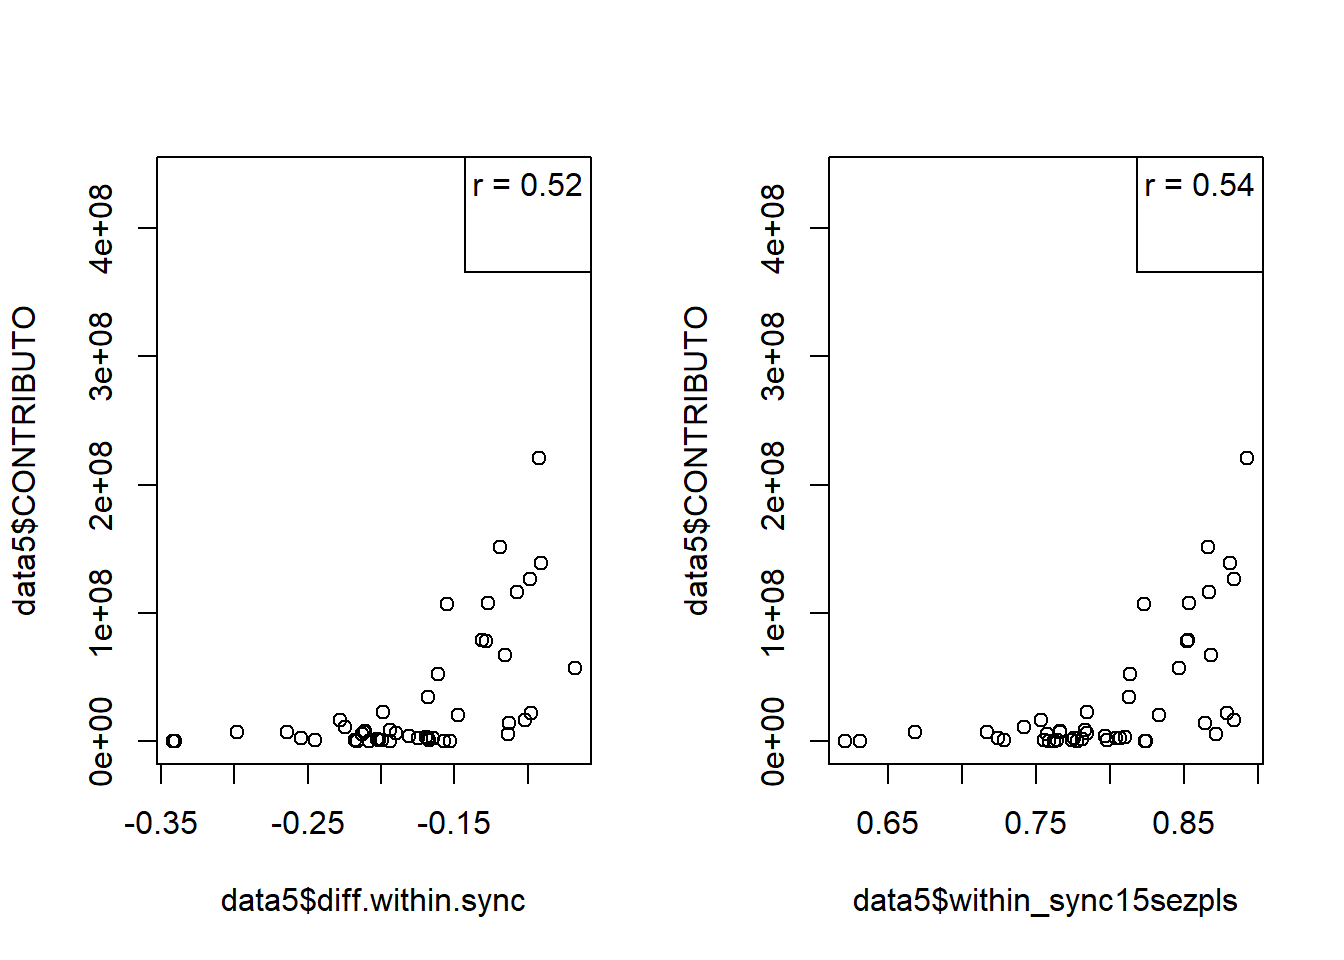 r = 0.52
data5$CONTRIBUTO
4e+08
3e+08
2e+08
1e+08
0e+00
-0.35
-0.25
-0.15
data5$diff.within.sync
r = 0.54
data5$CONTRIBUTO
4e+08
3e+08
2e+08
1e+08
0e+00
0.65
0.75
0.85
data5$within_sync15sezpls